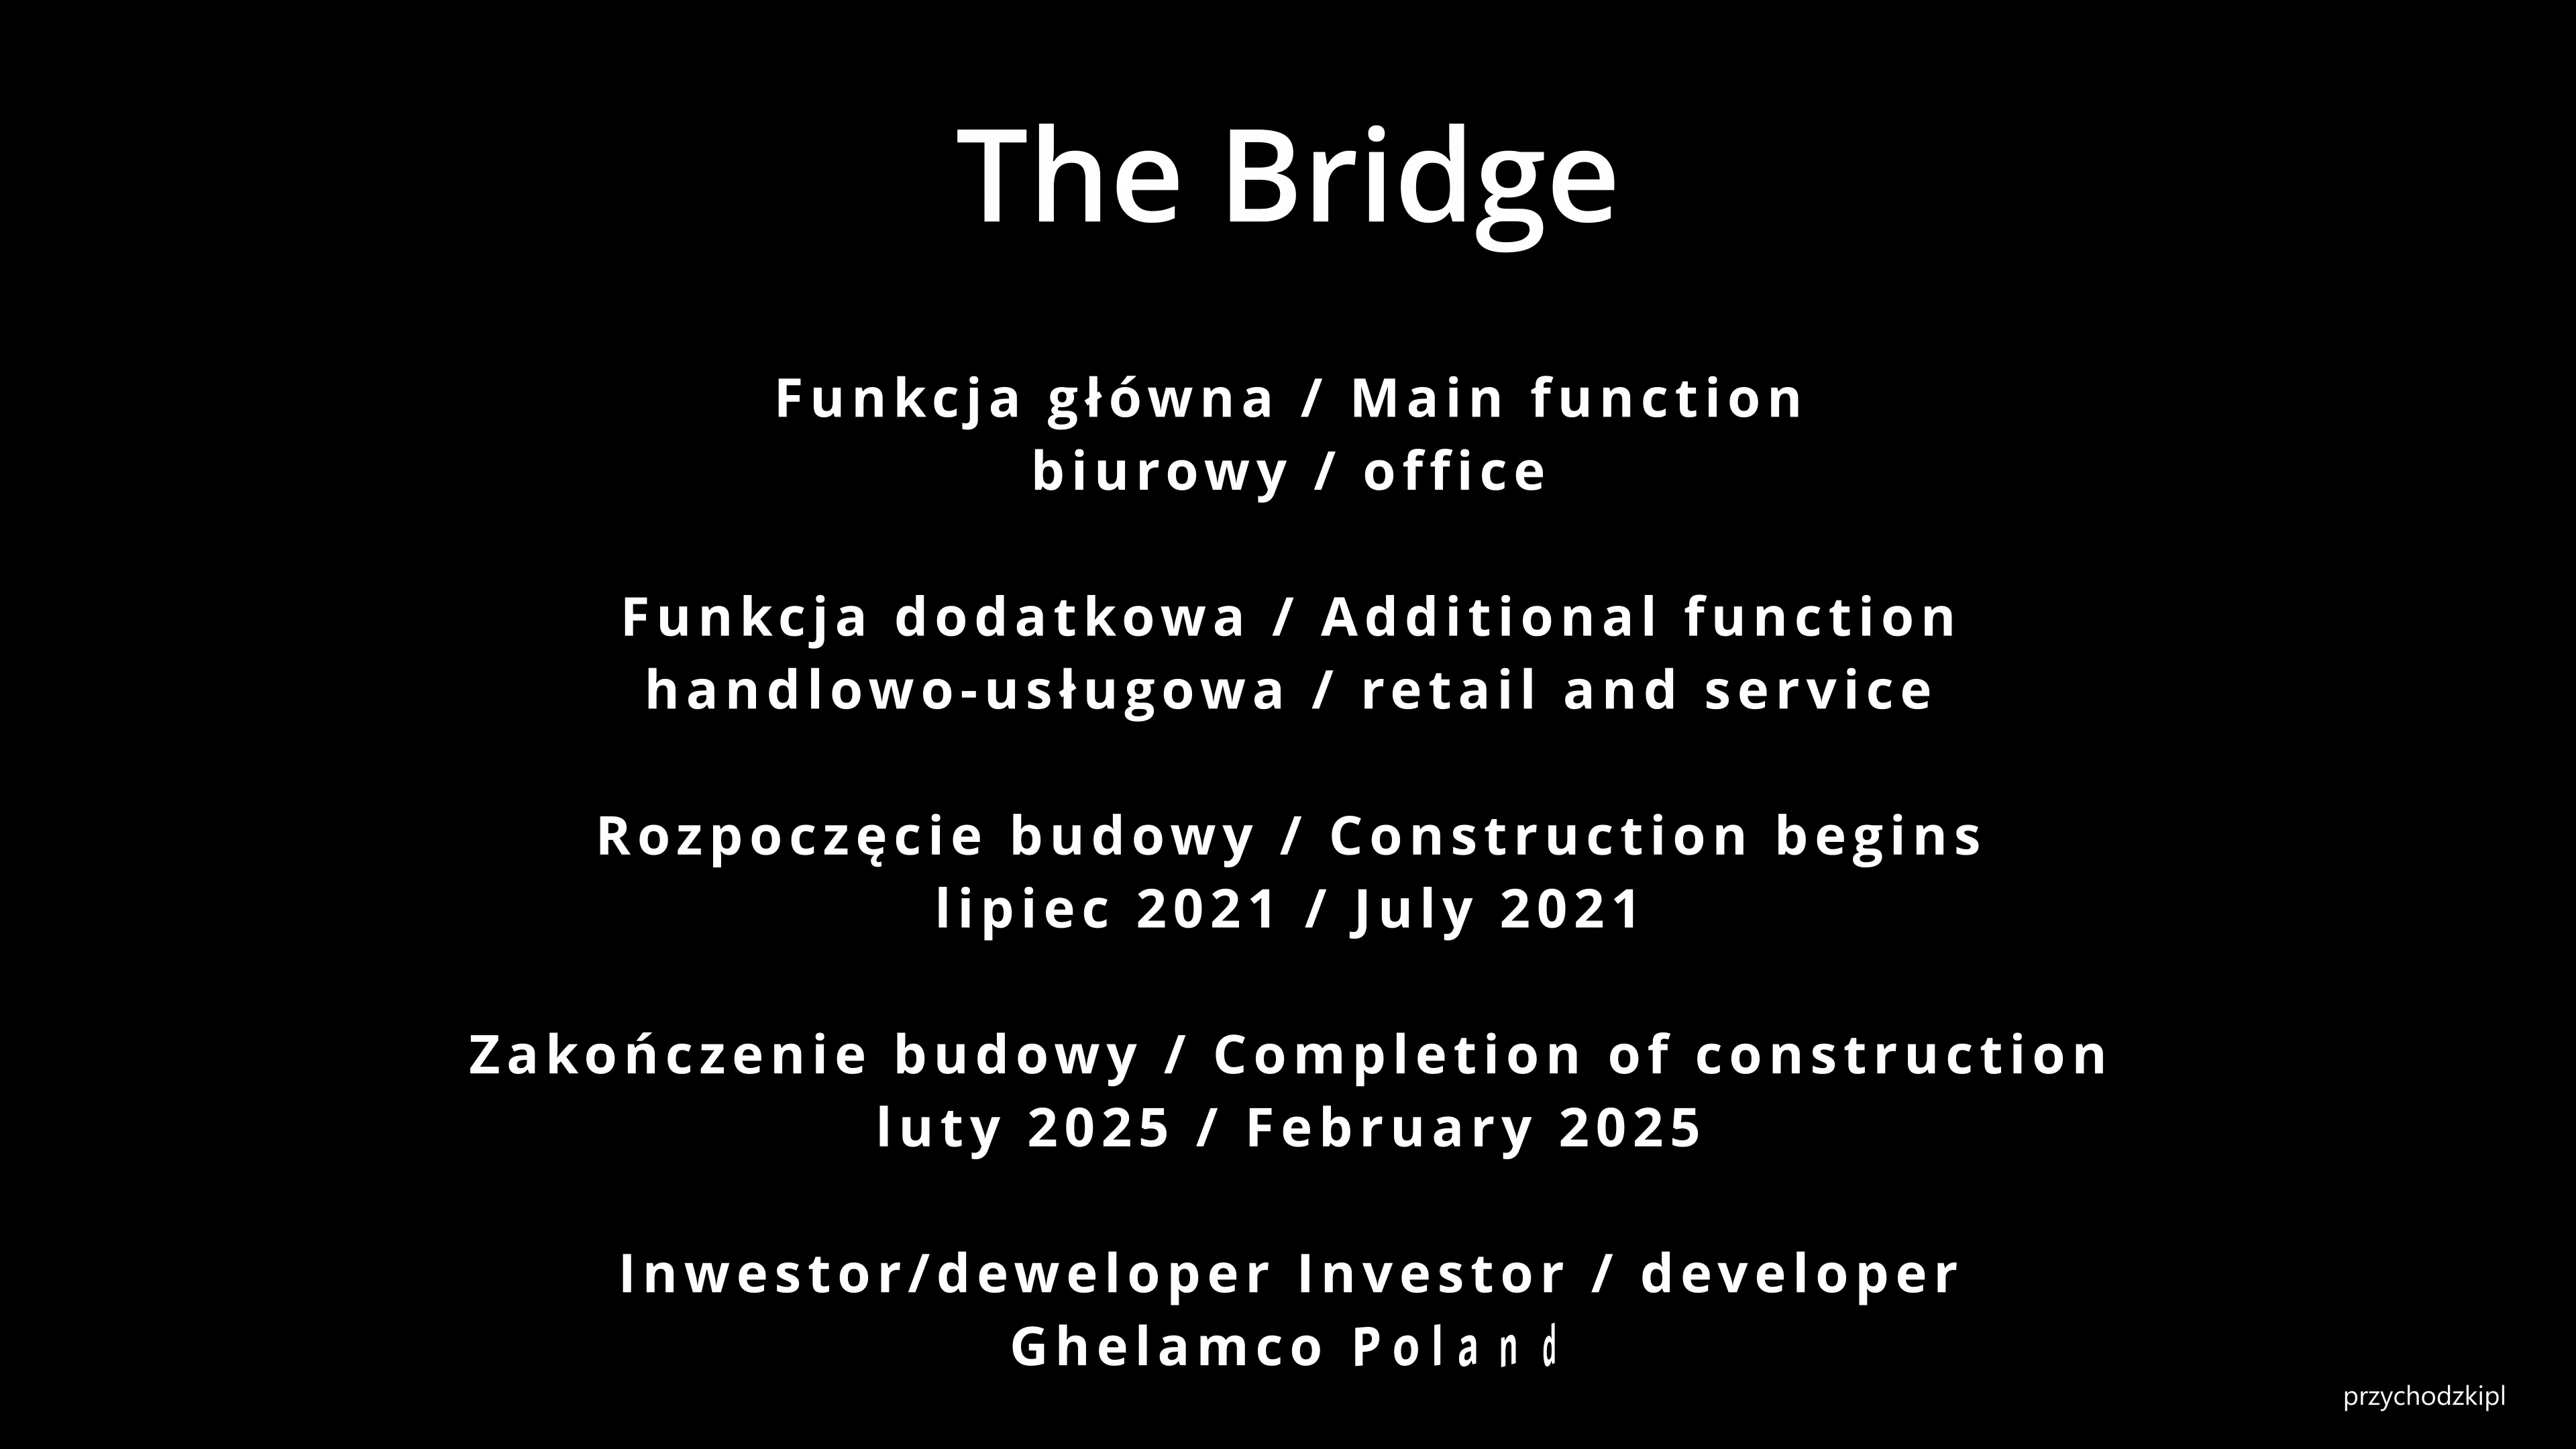 The Bridge
Funkcja główna / Main function
biurowy / office
Funkcja dodatkowa / Additional function
handlowo-usługowa / retail and service
Rozpoczęcie budowy / Construction begins
lipiec 2021 / July 2021
Zakończenie budowy / Completion of construction
luty 2025 / February 2025
Inwestor/deweloper Investor / developer
Ghelamco Poland
przychodzkipl